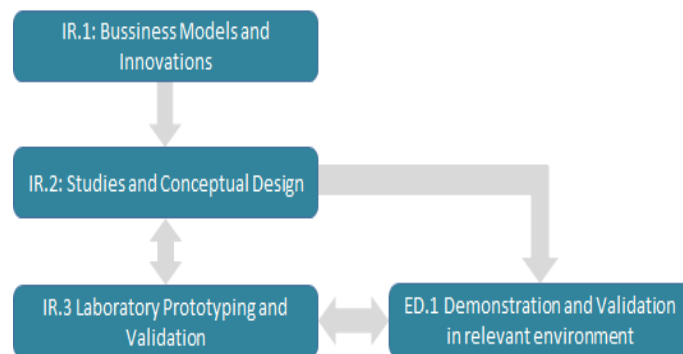 IR.1: Bussiness Models and
Innovations
IR.2: Studies and Conceptual Design
IR.3 Laboratory Prototyping and
Validation
ED.1 Demonstration and Validation
in relevant environment